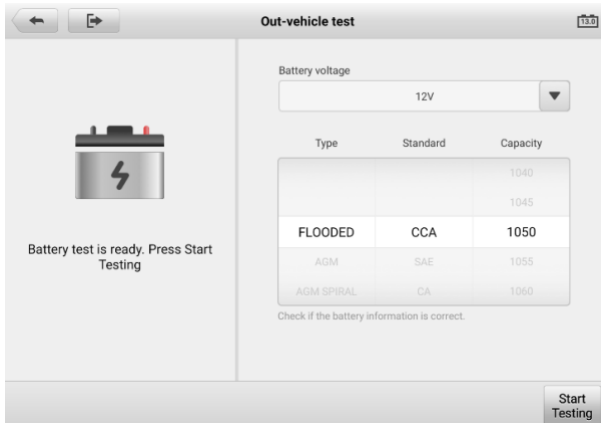 Out-vehicle test
13.0
Battery voltage
12V
Type Standard Capacity
1040
1045
FLOODED CCA 1050
AGM SAE 1055
AGM SPIRAL CA 1060
Check if the battery information is correct.
Battery test is ready. Press Start
Testing
Start
Testing